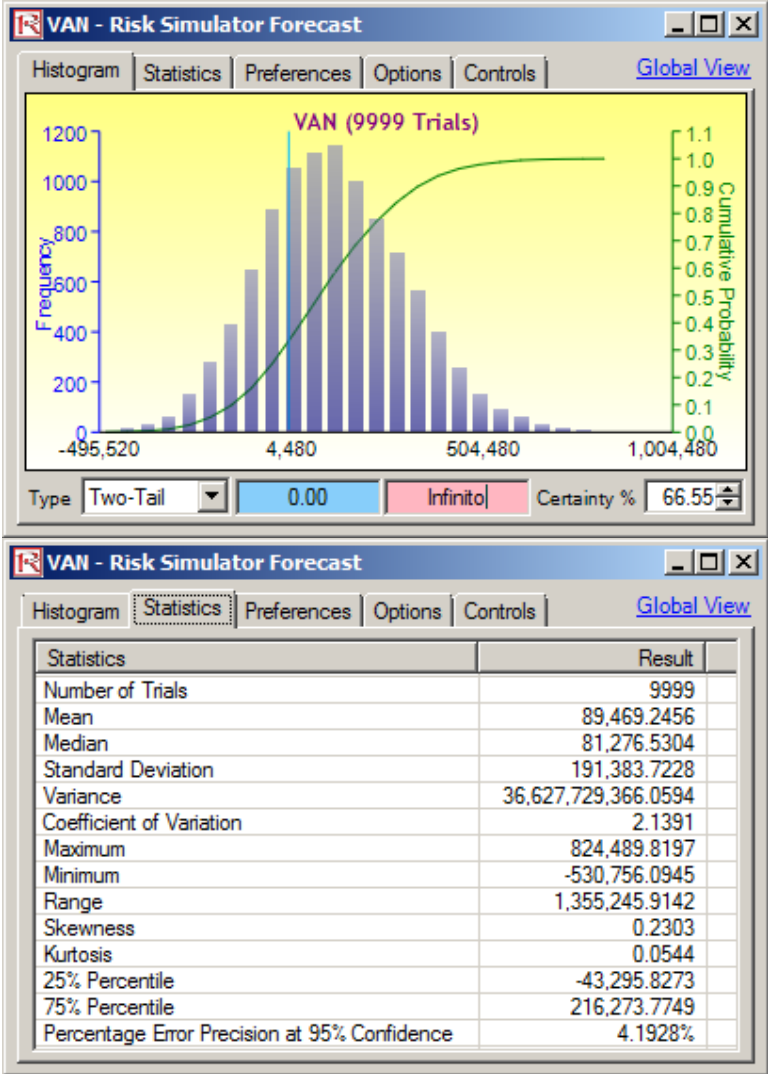 VAN - Risk Simulator Forecast
Histogram Statistics Preferences Options Controls Global View
VAN (9999 Trials)
1200 1.1
1.0
1000 0.9
800 0.8
0.7
600 0.6
0.5
400 0.4
0.3
200 0.2
0.1
0 0.0
Frequency
Cumulative Probability
-495,520 4,480 504,480 1,004,480
Type Two-Tail 0.00 Infinito Certainty % 66.55
VAN - Risk Simulator Forecast
Histogram Statistics Preferences Options Controls Global View
Statistics Result
Number of Trials 9999
Mean 89,469.2456
Median 81,276.5304
Standard Deviation 191,383.7228
Variance 36,627,729,366.0594
Coefficient of Variation 2.1391
Maximum 824,489.8197
Minimum -530,756.0945
Range 1,355,245.9142
Skewness 0.2303
Kurtosis 0.0544
25% Percentile -43,295.8273
75% Percentile 216,273.7749
Percentage Error Precision at 95% Confidence 4.1928%